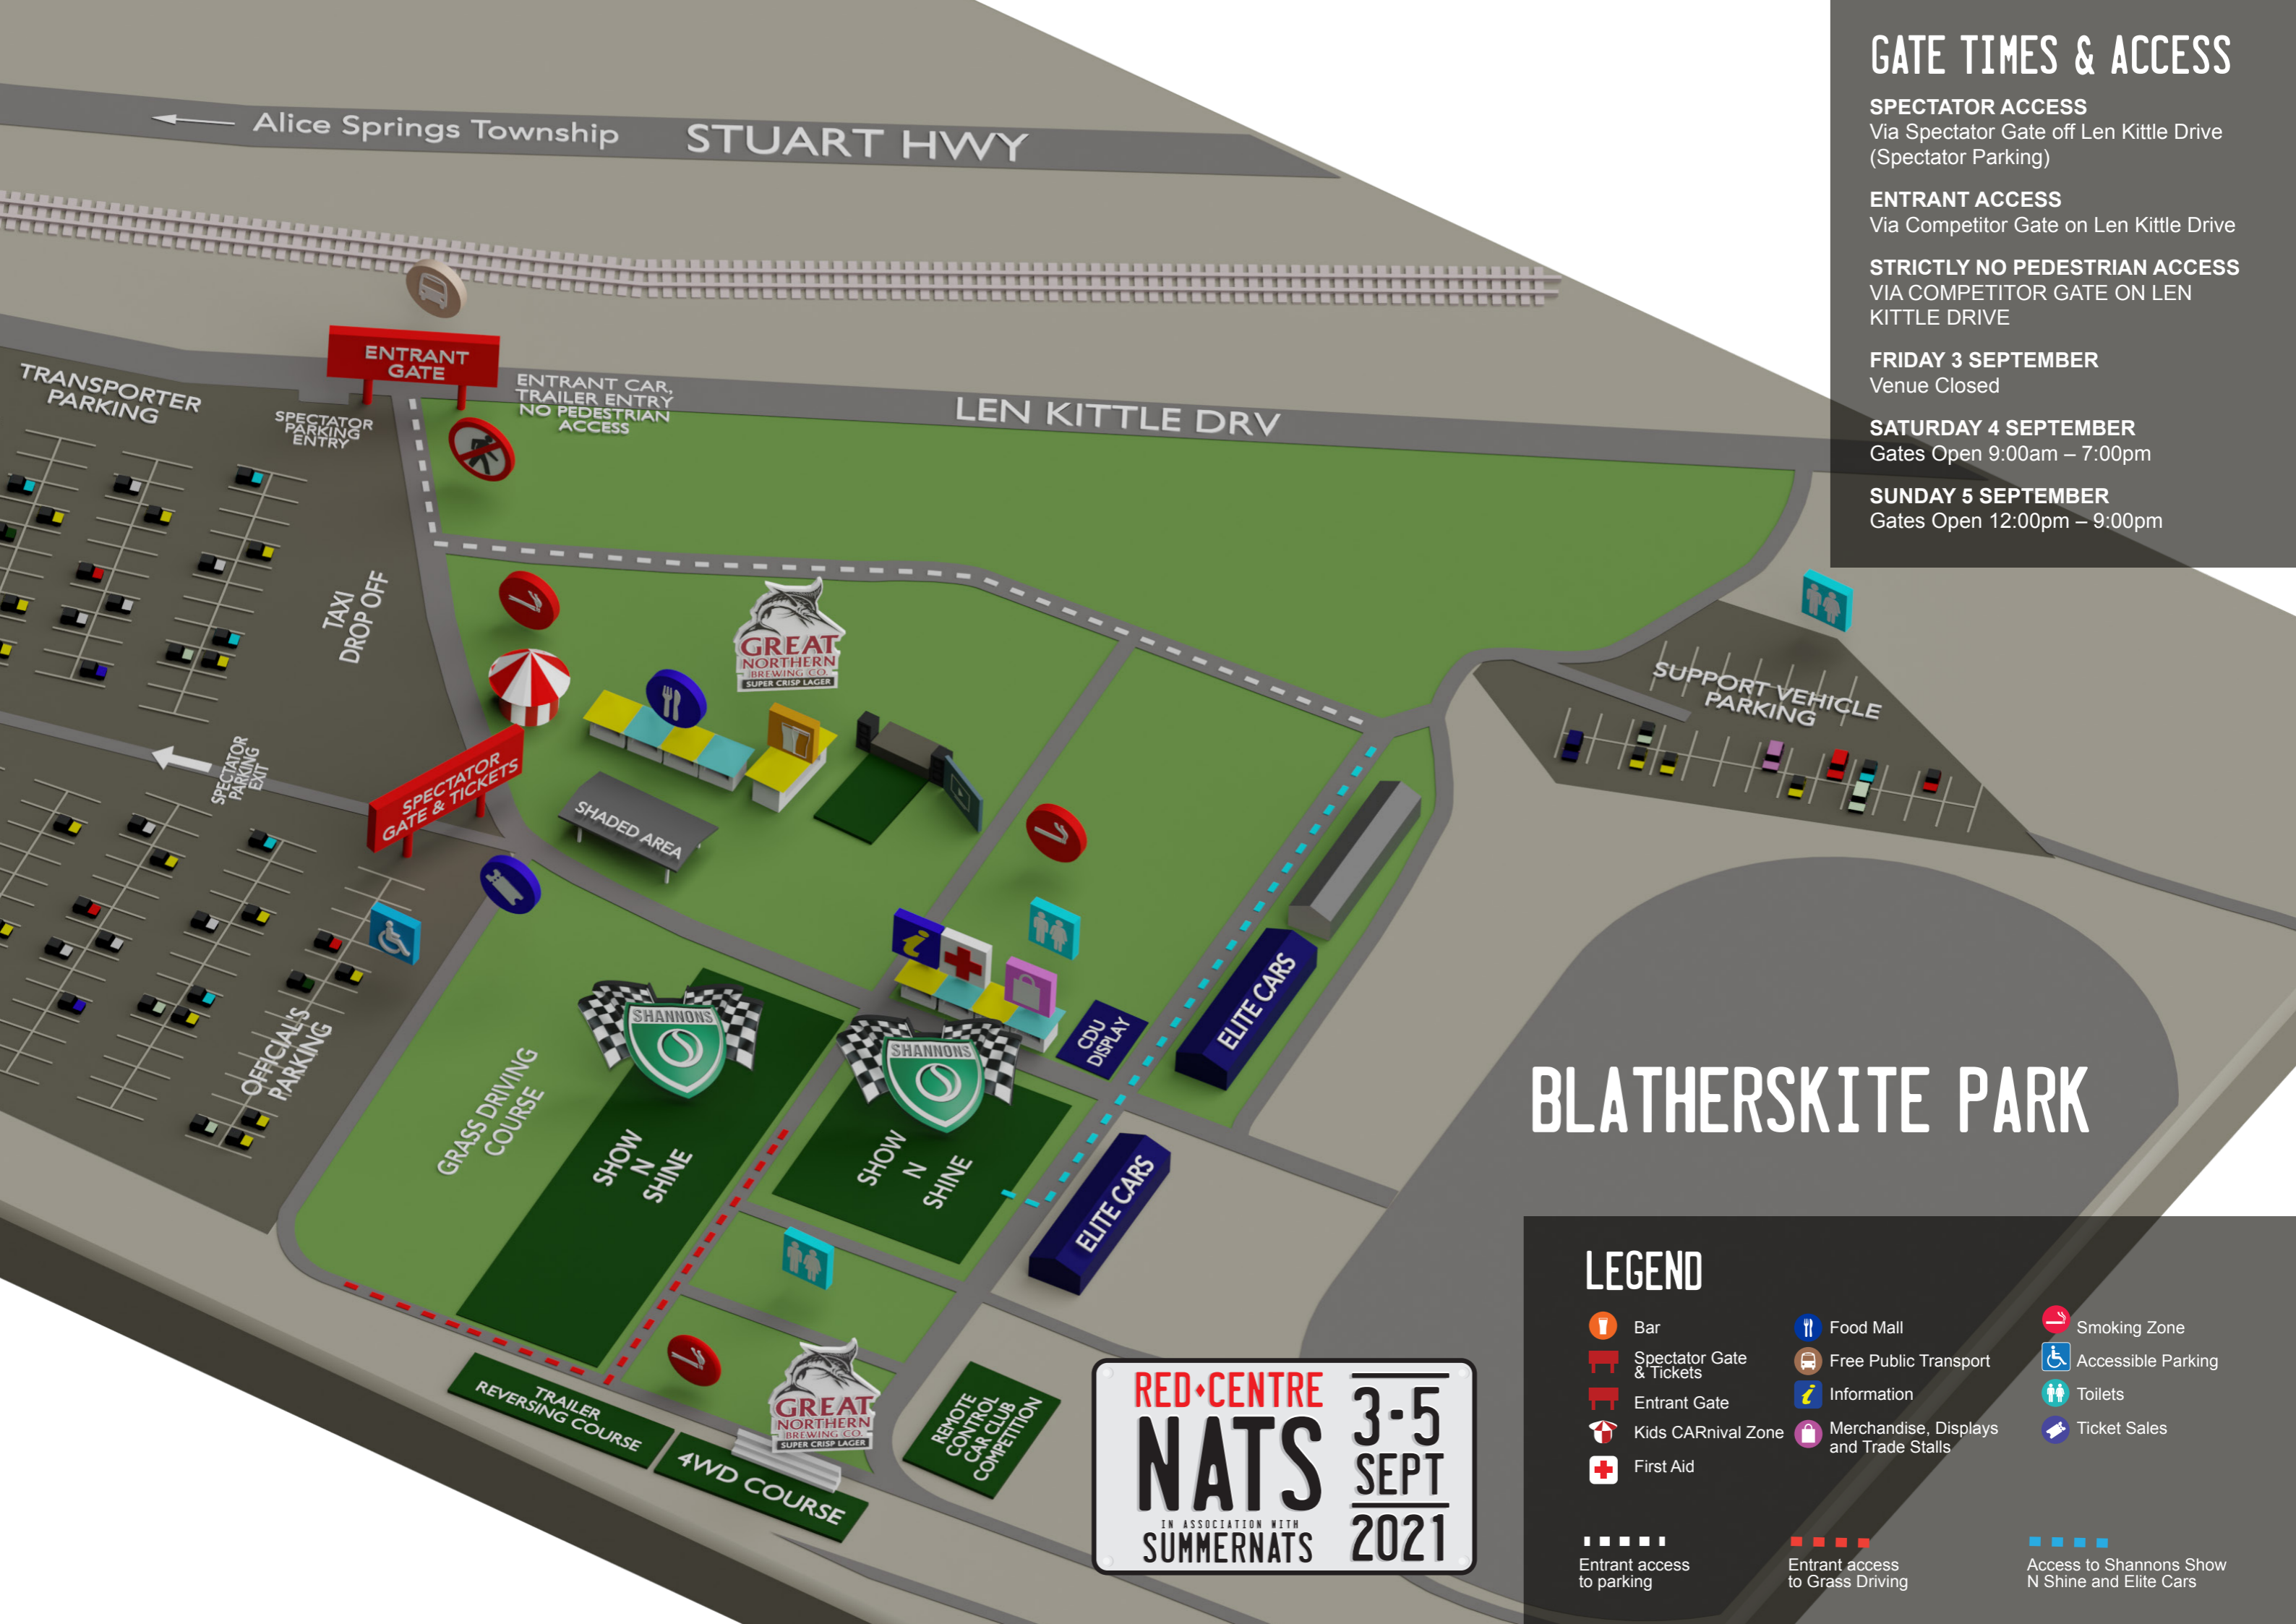 GATE TIMES & ACCESS
SPECTATOR ACCESS
Via Spectator Gate off Len Kittle Drive
(Spectator Parking)
ENTRANT ACCESS
Via Competitor Gate on Len Kittle Drive
STRICTLY NO PEDESTRIAN ACCESS
VIA COMPETITOR GATE ON LEN
KITTLE DRIVE
FRIDAY 3 SEPTEMBER
Venue Closed
SATURDAY 4 SEPTEMBER
Gates Open 9:00am – 7:00pm
SUNDAY 5 SEPTEMBER
Gates Open 12:00pm – 9:00pm
Alice Springs Township
STUART HWY
ENTRANT
GATE
TRANSPORTER
PARKING
SPECTATOR
PARKING
ENTRY
ENTRANT CAR,
TRAILER ENTRY
NO PEDESTRIAN
ACCESS
LEN KITTLE DRV
TAXI
DROP OFF
GREAT
NORTHERN
BREWING CO.
SUPER CRISP LAGER
SUPPORT VEHICLE
PARKING
SPECTATOR
PARKING
EXIT
SPECTATOR
GATE & TICKETS
SHADED AREA
i
ELITE CARS
CDU
DISPLAY
SHANNONS
SHANNONS
OFFICIAL'S
PARKING
GRASS DRIVING
COURSE
SHOW
N
SHINE
SHOW
N
SHINE
ELITE CARS
BLATHERSKITE PARK
TRAILER
REVERSING COURSE
GREAT
NORTHERN
BREWING CO.
SUPER CRISP LAGER
4WD COURSE
REMOTE
CONTROL
CAR CLUB
COMPETITION
RED CENTRE
NATS
IN ASSOCIATION WITH
SUMMERNATS
3-5
SEPT
2021
LEGEND
Bar
Spectator Gate
& Tickets
Entrant Gate
Kids CARnival Zone
First Aid
Food Mall
Free Public Transport
i
Information
Merchandise, Displays
and Trade Stalls
Smoking Zone
Accessible Parking
Toilets
Ticket Sales
Entrant access
to parking
Entrant access
to Grass Driving
Access to Shannons Show
N Shine and Elite Cars